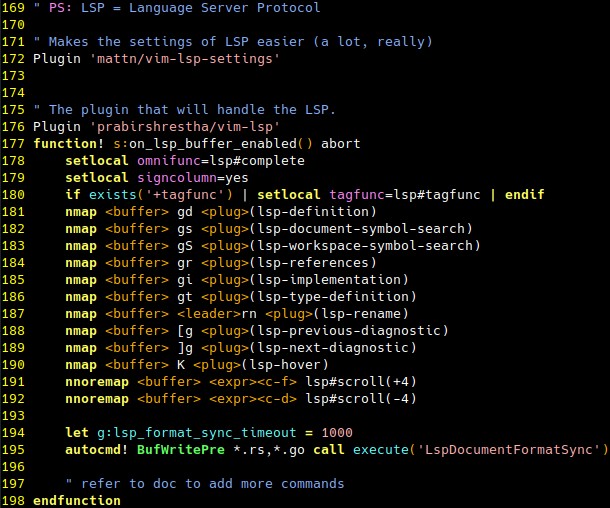 169 " PS: LSP = Language Server Protocol
170
171 " Makes the settings of LSP easier (a lot, really)
172 Plugin 'mattn/vim-lsp-settings'
173
174
175 " The plugin that will handle the LSP.
176 Plugin 'prabirshrestha/vim-lsp'
177 function! s:on_lsp_buffer_enabled() abort
178     setlocal omnifunc=lsp#complete
179     setlocal signcolumn=yes
180     if exists('+tagfunc') | setlocal tagfunc=lsp#tagfunc | endif
181     nmap <buffer> gd <plug>(lsp-definition)
182     nmap <buffer> gs <plug>(lsp-document-symbol-search)
183     nmap <buffer> gS <plug>(lsp-workspace-symbol-search)
184     nmap <buffer> gr <plug>(lsp-references)
185     nmap <buffer> gi <plug>(lsp-implementation)
186     nmap <buffer> gt <plug>(lsp-type-definition)
187     nmap <buffer> <leader>rn <plug>(lsp-rename)
188     nmap <buffer> [g <plug>(lsp-previous-diagnostic)
189     nmap <buffer> ]g <plug>(lsp-next-diagnostic)
190     nmap <buffer> K <plug>(lsp-hover)
191     nnoremap <buffer> <expr><c-f> lsp#scroll(+4)
192     nnoremap <buffer> <expr><c-d> lsp#scroll(-4)
193
194     let g:lsp_format_sync_timeout = 1000
195     autocmd! BufWritePre *.rs,*.go call execute('LspDocumentFormatSync')
196
197     " refer to doc to add more commands
198 endfunction